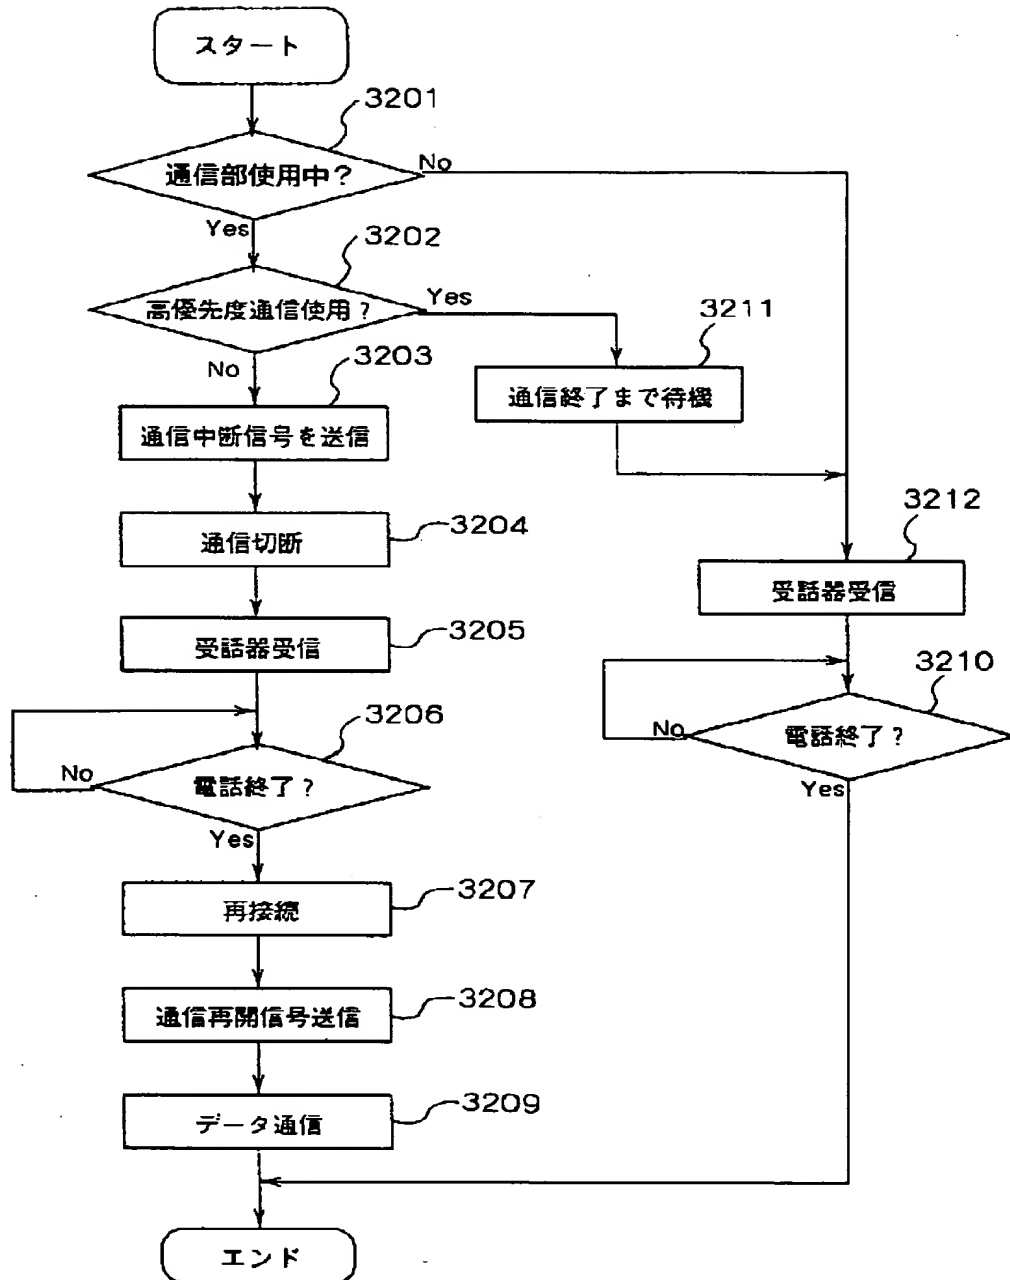 スタート
3201
通信部使用中?
No
Yes
3202
高優先度通信使用?
Yes
No
3203
通信中断信号を送信
3211
通信終了まで待機
3204
通信切断
3212
受話器受信
3205
受話器受信
3210
電話終了?
No
Yes
3206
電話終了?
No
Yes
3207
再接続
3208
通信再開信号送信
3209
データ通信
エンド